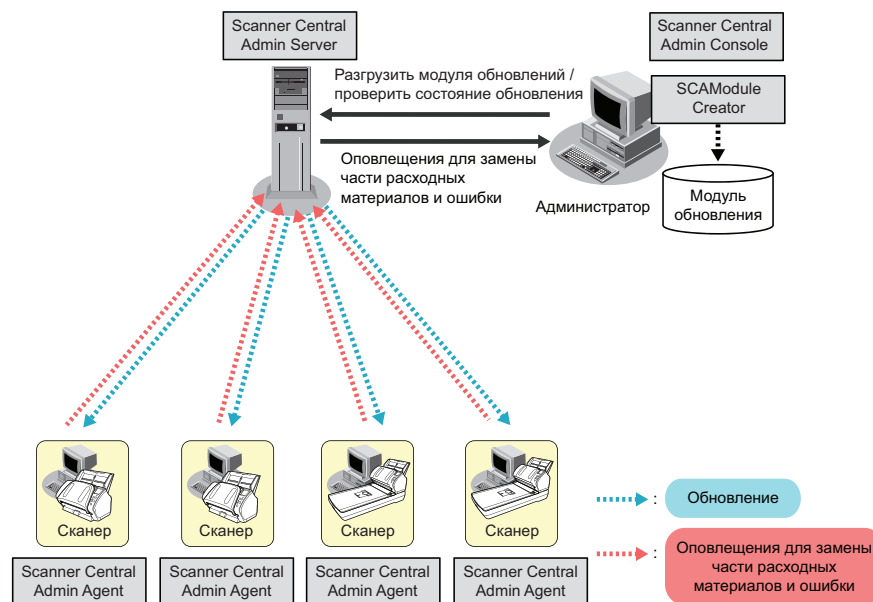 Scanner Central
Admin Server
Scanner Central
Admin Console
Разгрузить модуля обновлений /
проверить состояние обновления
SCAModule
Creator
Оповлещения для замены
части расходных
материалов и ошибки
Администратор
Модуль
обновления
Сканер
Сканер
Сканер
Сканер
Scanner Central
Admin Agent
Scanner Central
Admin Agent
Scanner Central
Admin Agent
Scanner Central
Admin Agent
: Обновление
: Оповлещения для замены
части расходных
материалов и ошибки